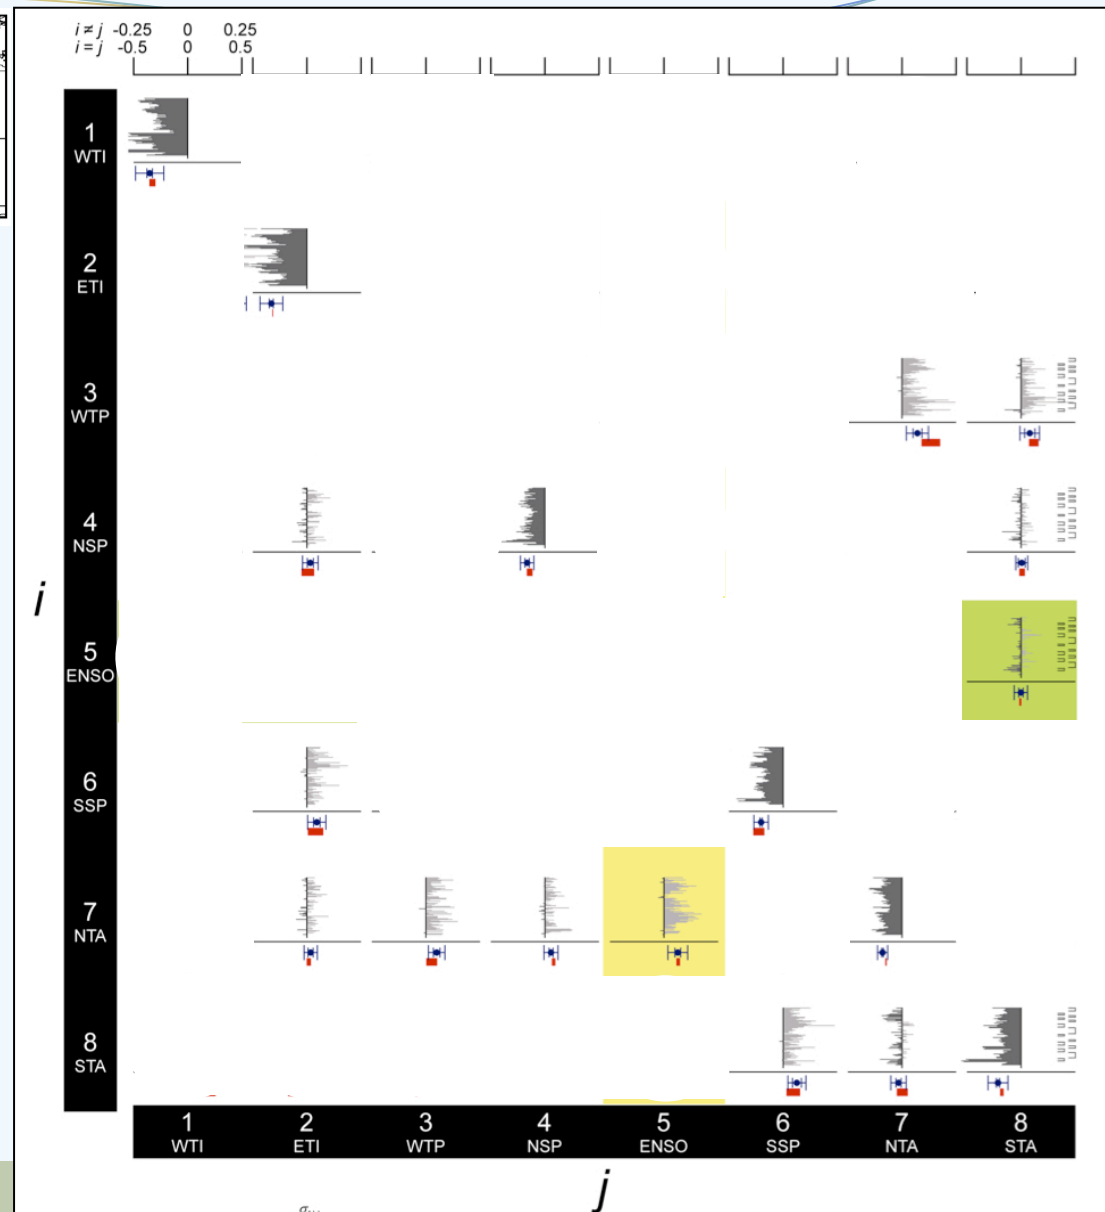 i ≠ j -0.25 0 0.25
i = j -0.5 0 0.5
1
WTI
2
ETI
3
WTP
4
NSP
i
5
ENSO
6
SSP
7
NTA
8
STA
1 2 3 4 5 6 7 8
WTI ETI WTP NSP ENSO SSP NTA STA
j